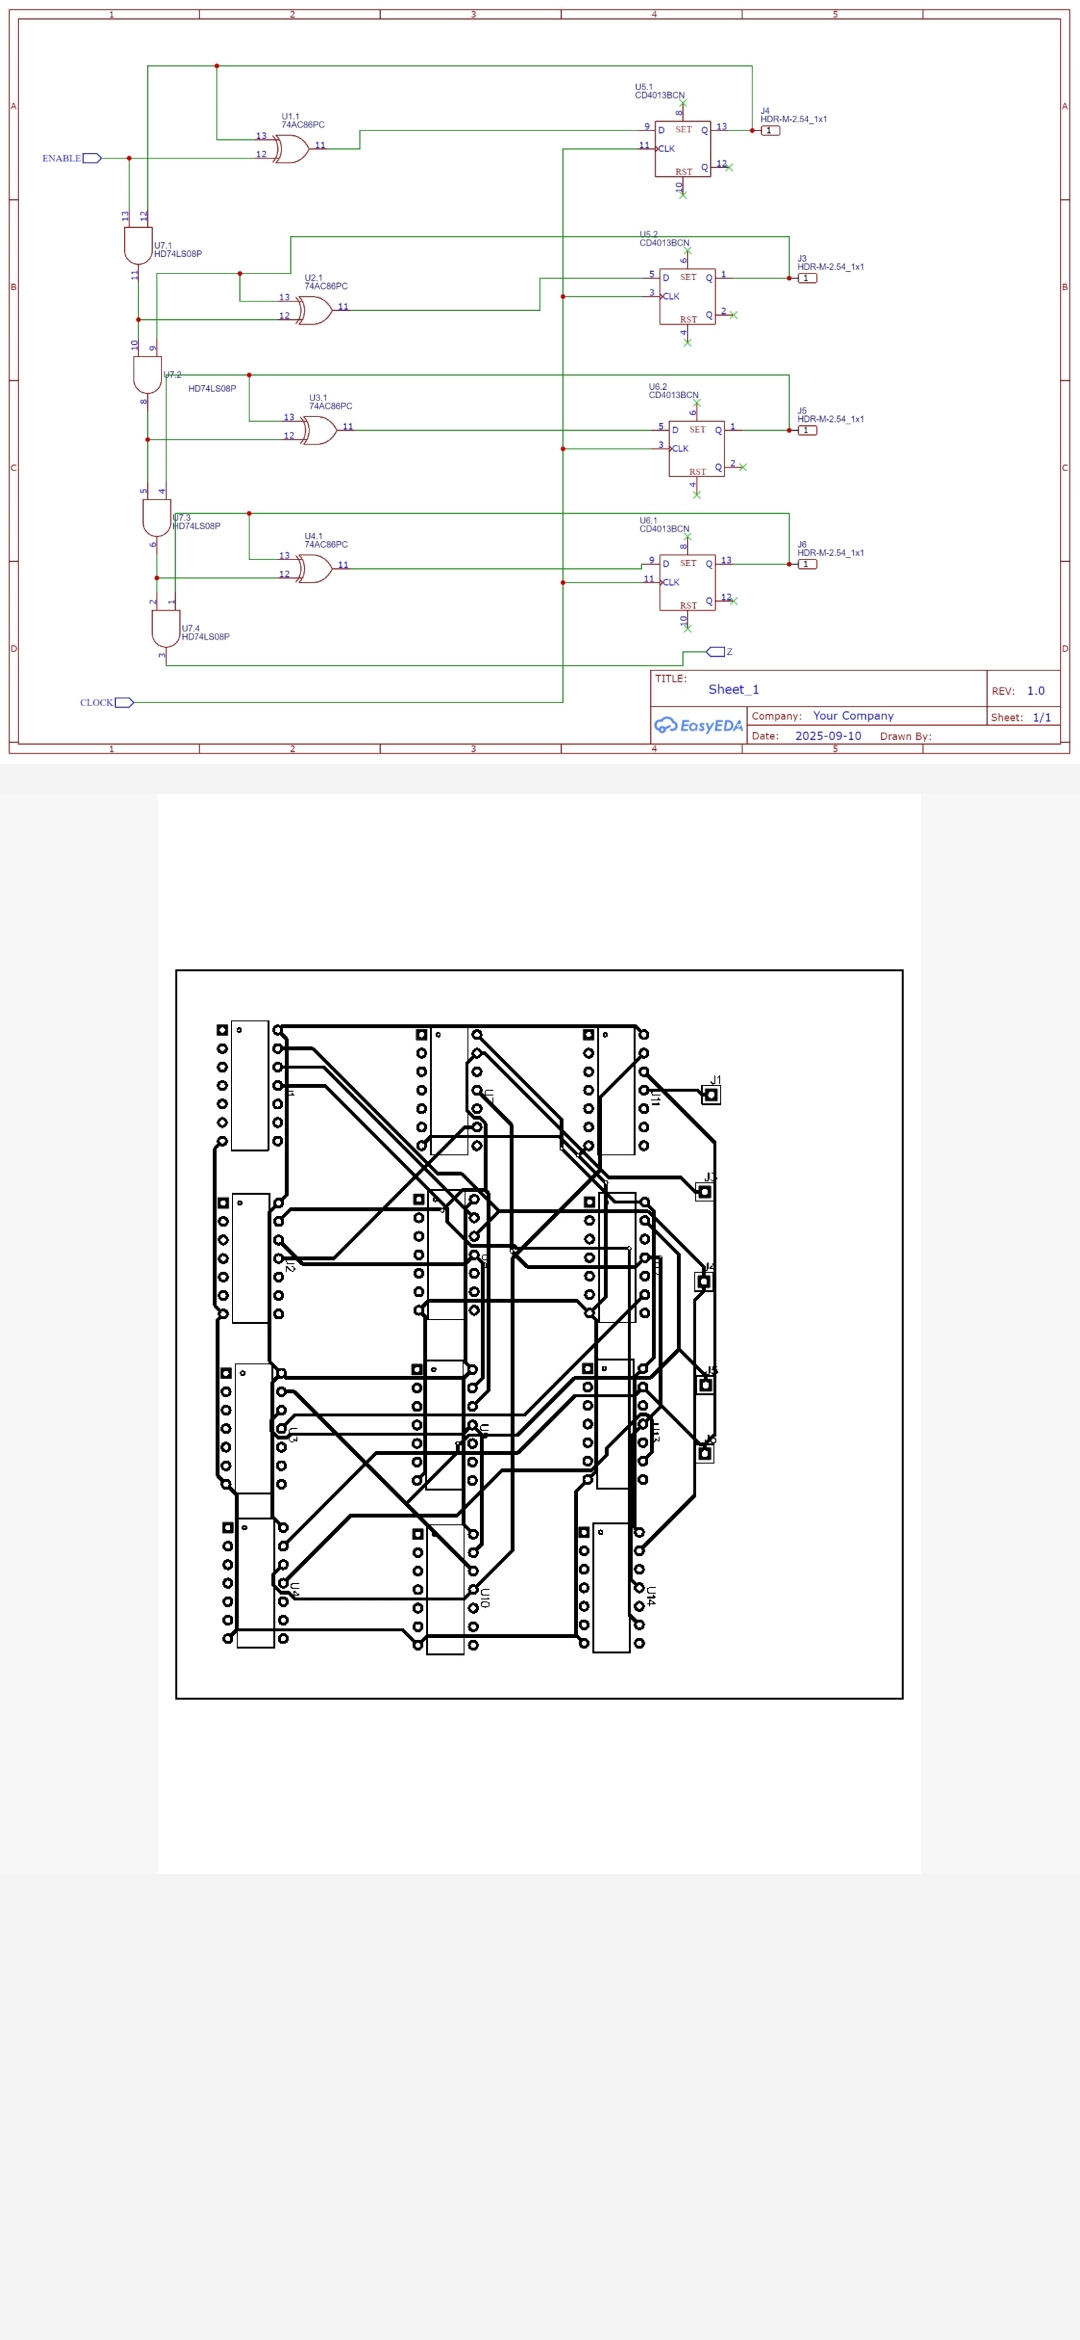 1 2 3 4 5
A A
U5.1
CD4013BCN
8
J4
HDR-M-2.54_1x1
U1.1
74AC86PC
13
11
12
9 D SET Q 13
1
11 CLK
ENABLE
RST Q 12
10
13 12
U7.1
HD74LS08P
11
U5.2
CD4013BCN
6
J3
HDR-M-2.54_1x1
B B
U2.1
74AC86PC
13
11
12
5 D SET Q 1
1
3 CLK
RST Q 2
4
10 9
U7.2
HD74LS08P
8
U6.2
CD4013BCN
6
J5
HDR-M-2.54_1x1
U3.1
74AC86PC
13
11
12
5 D SET Q 1
1
3 CLK
C C
RST Q 2
4
5 4
U7.3
HD74LS08P
6
U6.1
CD4013BCN
8
J6
HDR-M-2.54_1x1
U4.1
74AC86PC
13
11
12
9 D SET Q 13
1
11 CLK
RST Q 12
10
2 1
U7.4
HD74LS08P
3
D D
Z
CLOCK
TITLE:
Sheet_1
REV: 1.0
EasyEDA
Company: Your Company
Sheet: 1/1
Date: 2025-09-10 Drawn By:
1 2 3 4 5
J1
U11
J3
U2
J4
J5
U3
U13
U4
U10
U14